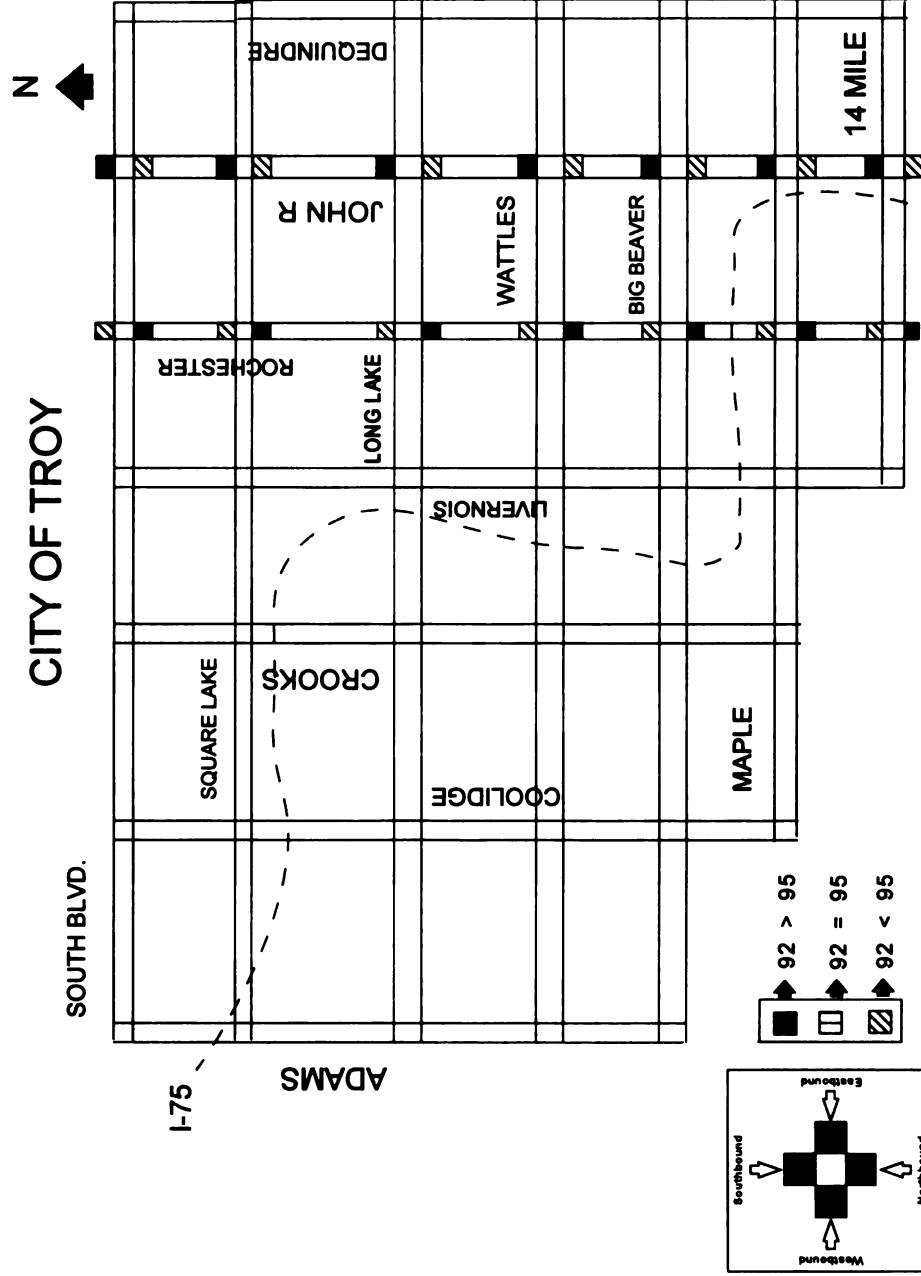 CITY OF TROY
N
SOUTH BLVD.
I-75
SQUARE LAKE
ROCHESTER
DEQUINDRE
ADAMS
CROOKS
JOHN R
LONG LAKE
COOLIDGE
LIVERNOIS
WATTLES
BIG BEAVER
MAPLE
14 MILE
92 > 95
92 = 95
92 < 95
Southbound
Westbound
Eastbound
Northbound